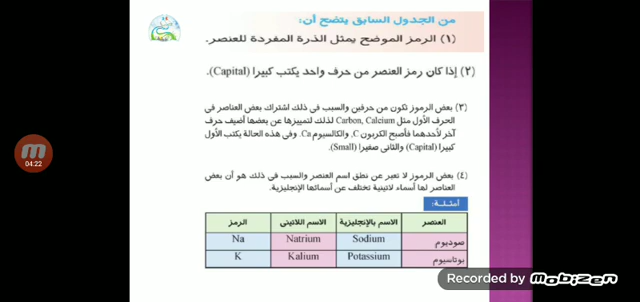 من الجدول السابق يتضح أن:
(١) الرمز الموضح يمثل الذرة المفردة للعنصر.
(٢) إذا كان رمز العنصر من حرف واحد يكتب كبيرا (Capital).
(٣) بعض الرموز تكون من حرفين والسبب فى ذلك اشتراك بعض العناصر في
الحرف الأول مثل Carbon, Calcium لذلك لتمييزها عن بعضها أضيف حرف
آخر لأحدهما فأصبح الكربون C, والكالسيوم Ca. وفى هذه الحالة يكتب الأول
كبيرا (Capital) والثانى صغيرا (Small).
(٤) بعض الرموز لا تعبر عن نطق اسم العنصر والسبب فى ذلك هو أن بعض
العناصر لها أسماء لاتينية تختلف عن أسمائها الإنجليزية.
أمثلة:
العنصر الاسم بالإنجليزية الاسم اللاتينى الرمز
صوديوم Sodium Natrium Na
بوتاسيوم Potassium Kalium K
04:22
Recorded by mobizen